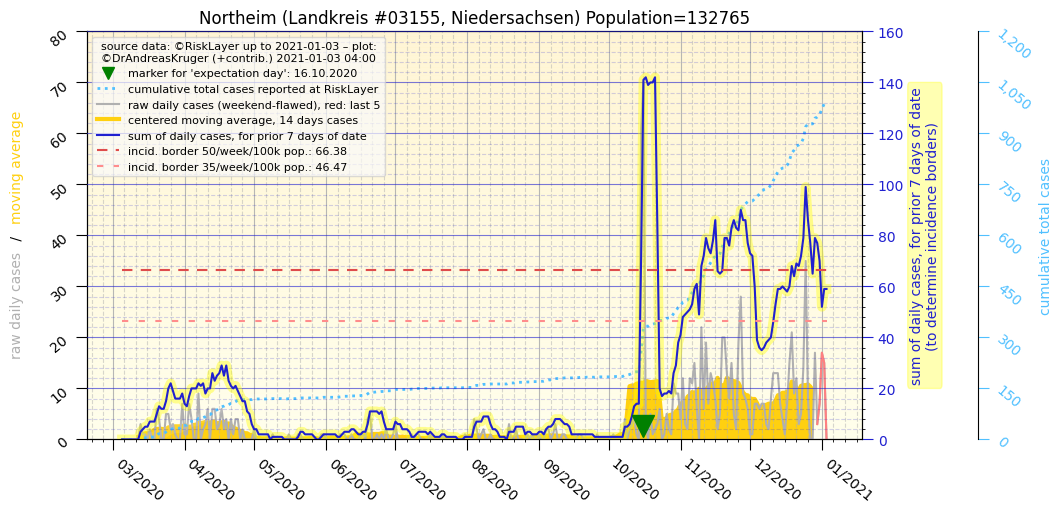 Northeim (Landkreis #03155, Niedersachsen) Population=132765
source data: ©RiskLayer up to 2021-01-03 – plot:
©DrAndreasKruger (+contrib.) 2021-01-03 04:00
marker for 'expectation day': 16.10.2020
cumulative total cases reported at RiskLayer
raw daily cases (weekend-flawed), red: last 5
centered moving average, 14 days cases
sum of daily cases, for prior 7 days of date
incid. border 50/week/100k pop.: 66.38
incid. border 35/week/100k pop.: 46.47
raw daily cases / moving average
80
70
60
50
40
30
20
10
0
03/2020
04/2020
05/2020
06/2020
07/2020
08/2020
09/2020
10/2020
11/2020
12/2020
01/2021
160
140
120
100
80
60
40
20
0
sum of daily cases, for prior 7 days of date
(to determine incidence borders)
1,200
1,050
900
750
600
450
300
150
0
cumulative total cases